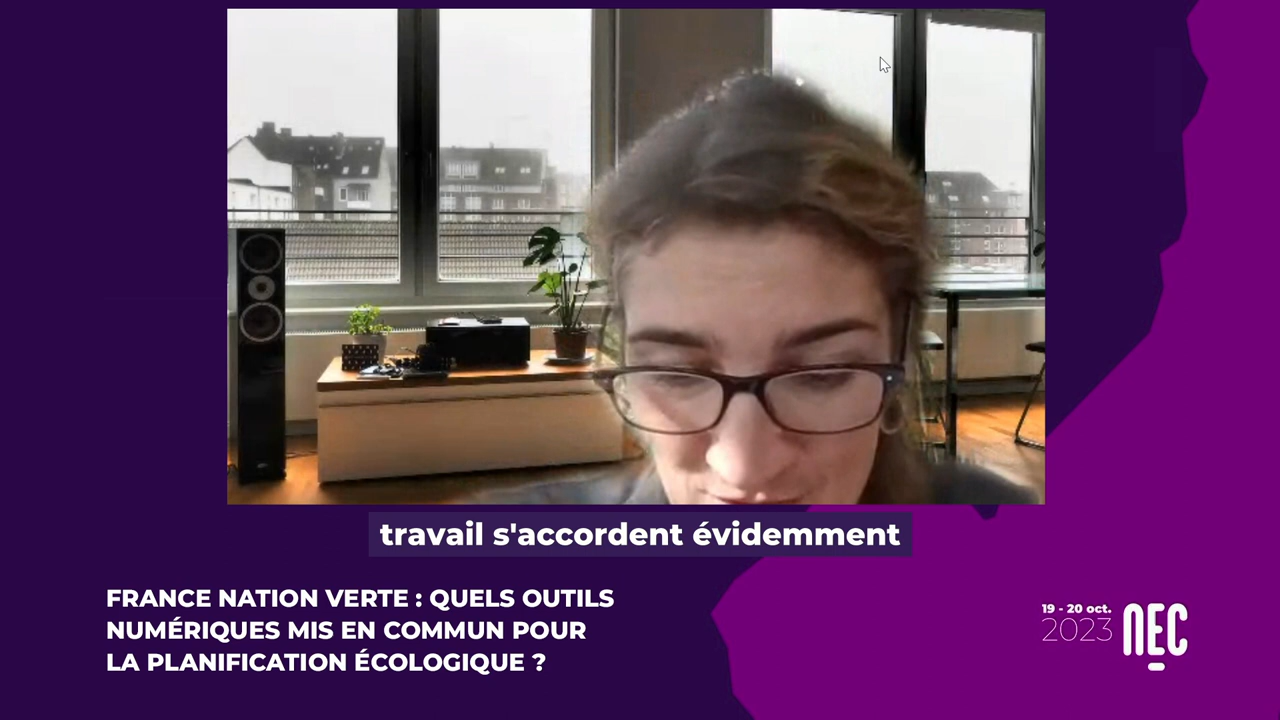 travail s'accordent évidemment
FRANCE NATION VERTE : QUELS OUTILS
NUMÉRIQUES MIS EN COMMUN POUR
LA PLANIFICATION ÉCOLOGIQUE ?
19 - 20 oct.
2023
NEC